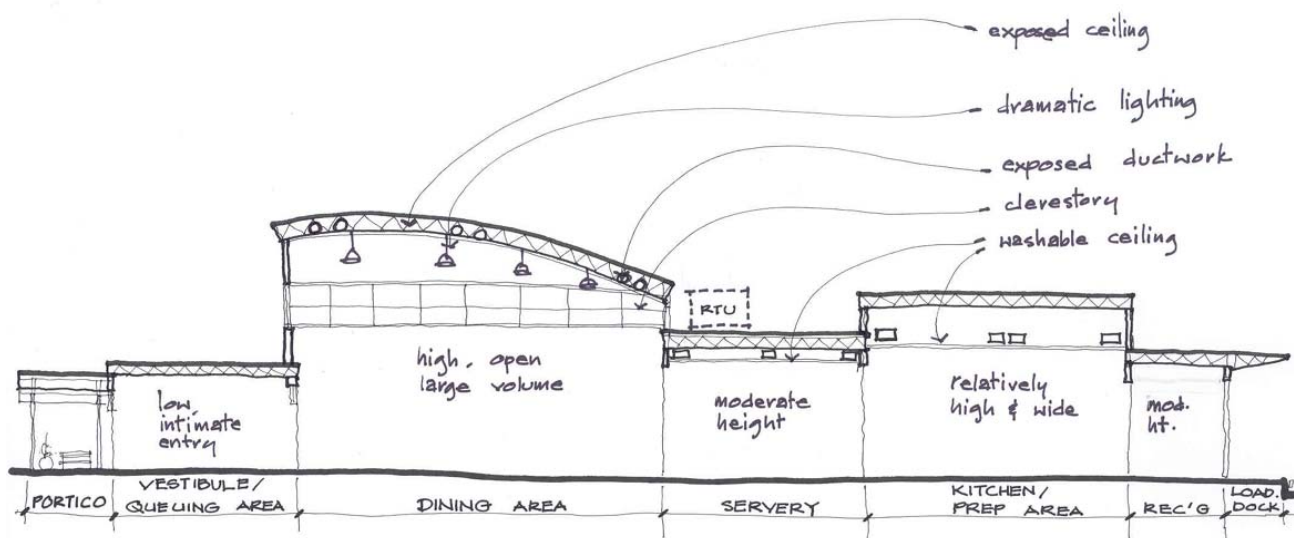 exposed ceiling
dramatic lighting
exposed ductwork
clerestory
washable ceiling
RTU
high, open
large volume
low,
intimate
entry
moderate
height
relatively
high & wide
mod.
ht.
PORTICO
VESTIBULE/
QUEUING AREA
DINING AREA
SERVERY
KITCHEN/
PREP AREA
REC'G
LOAD.
DOCK